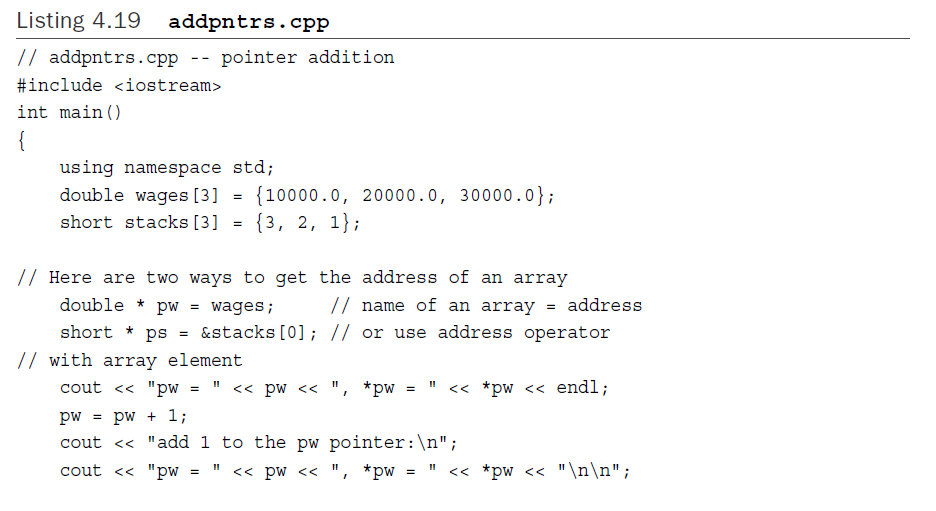 Listing 4.19 addpntrs.cpp
// addpntrs.cpp -- pointer addition
#include <iostream>
int main()
{
    using namespace std;
    double wages[3] = {10000.0, 20000.0, 30000.0};
    short stacks[3] = {3, 2, 1};

// Here are two ways to get the address of an array
    double * pw = wages;     // name of an array = address
    short * ps = &stacks[0]; // or use address operator
// with array element
    cout << "pw = " << pw << ", *pw = " << *pw << endl;
    pw = pw + 1;
    cout << "add 1 to the pw pointer:\n";
    cout << "pw = " << pw << ", *pw = " << *pw << "\n\n";